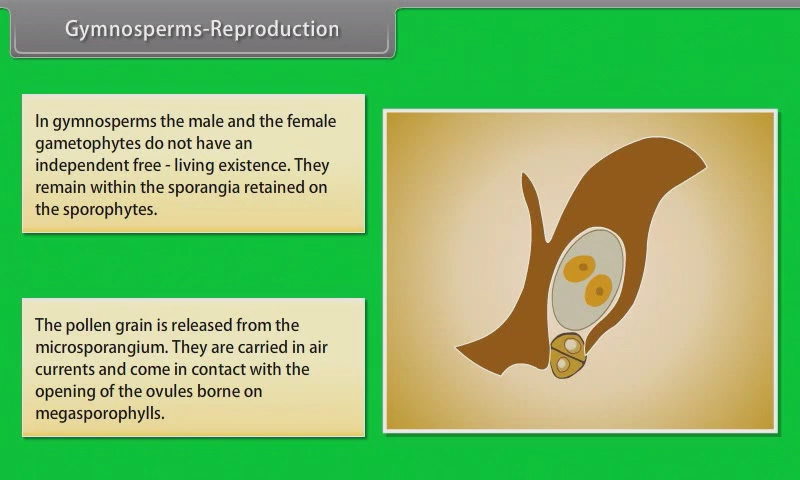 Gymnosperms-Reproduction
In gymnosperms the male and the female
gametophytes do not have an
independent free - living existence. They
remain within the sporangia retained on
the sporophytes.
The pollen grain is released from the
microsporangium. They are carried in air
currents and come in contact with the
opening of the ovules borne on
megasporophylls.